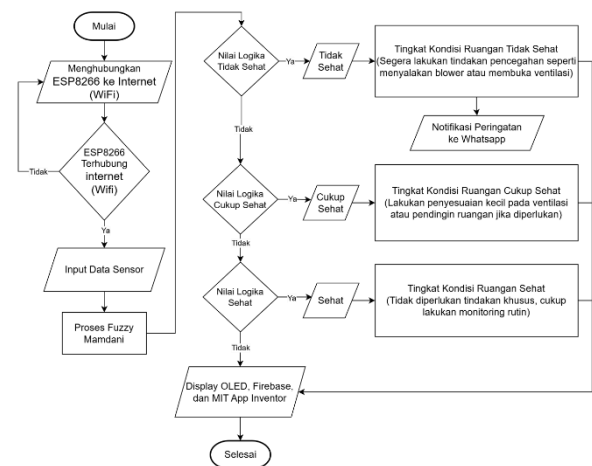 Mulai
Menghubungkan
ESP8266 ke Internet
(WiFi)
ESP8266
Terhubung
internet
(Wifi)
Tidak
Ya
Input Data Sensor
Proses Fuzzy
Mamdani
Nilai Logika
Tidak Sehat
Ya
Tidak
Sehat
Tingkat Kondisi Ruangan Tidak Sehat
(Segera lakukan tindakan pencegahan seperti
menyalakan blower atau membuka ventilasi)
Notifikasi Peringatan
ke Whatsapp
Tidak
Nilai Logika
Cukup Sehat
Ya
Cukup
Sehat
Tingkat Kondisi Ruangan Cukup Sehat
(Lakukan penyesuaian kecil pada ventilasi
atau pendingin ruangan jika diperlukan)
Tidak
Nilai Logika
Sehat
Ya
Sehat
Tingkat Kondisi Ruangan Sehat
(Tidak diperlukan tindakan khusus, cukup
lakukan monitoring rutin)
Tidak
Display OLED, Firebase,
dan MIT App Inventor
Selesai